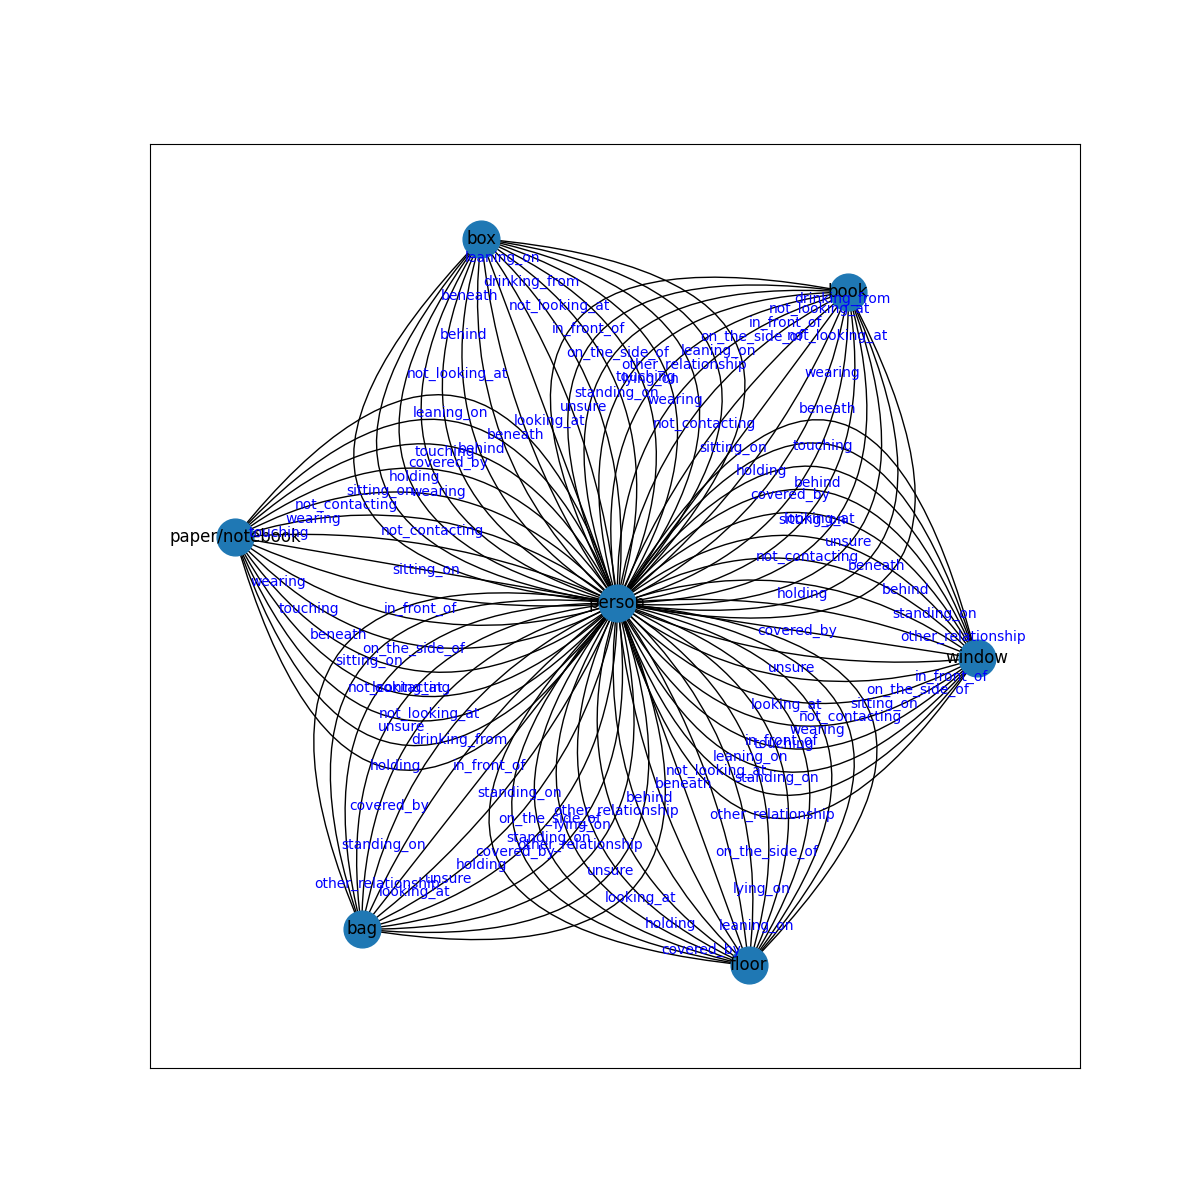 box
leaning_on
drinking_from
book
beneath
drinking_from
not_looking_at
not_looking_at
in_front_of
in_front_of
behind
on_the_side_of
not_looking_at
on_the_side_of
leaning_on
other_relationship
not_looking_at
wearing
touching
lying_on
standing_on
wearing
unsure
beneath
leaning_on
looking_at
not_contacting
beneath
behind
sitting_on
touching
touching
covered_by
holding
holding
behind
sitting_on
wearing
covered_by
not_contacting
wearing
sitting_on
looking_at
touching
not_contacting
paper/notebook
unsure
not_contacting
beneath
sitting_on
wearing
behind
holding
person
touching
in_front_of
standing_on
covered_by
beneath
other_relationship
on_the_side_of
window
sitting_on
unsure
in_front_of
not_contacting
looking_at
on_the_side_of
sitting_on
looking_at
not_looking_at
not_contacting
unsure
wearing
drinking_from
in_front_of
touching
leaning_on
holding
in_front_of
not_looking_at
standing_on
beneath
standing_on
behind
covered_by
other_relationship
other_relationship
on_the_side_of
lying_on
standing_on
standing_on
other_relationship
covered_by
on_the_side_of
holding
unsure
unsure
other_relationship
looking_at
lying_on
looking_at
holding
leaning_on
bag
covered_by
floor